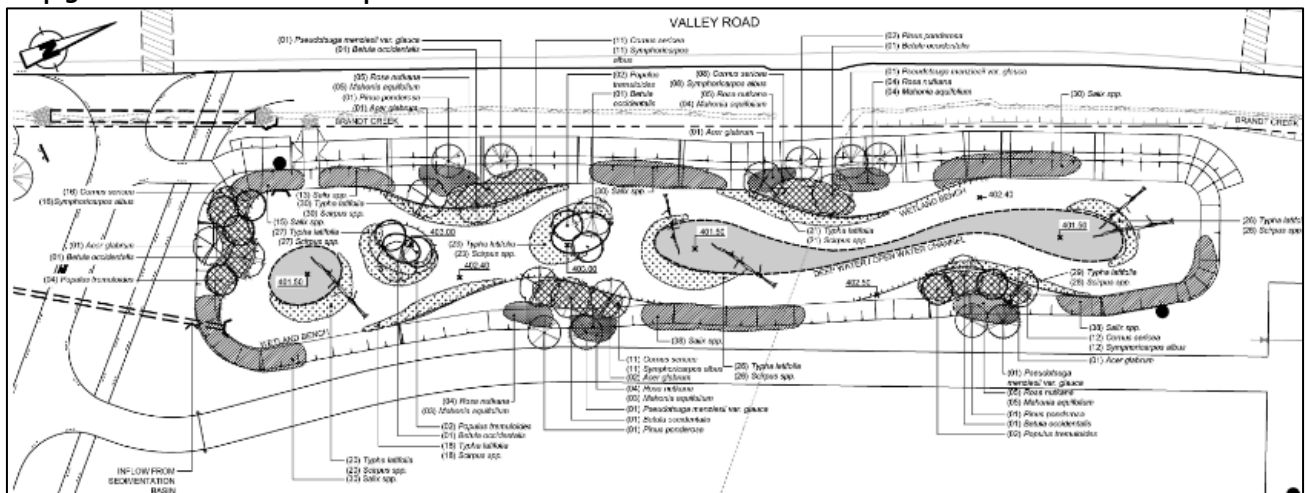 VALLEY ROAD
(01) Pseudotsuga menziesii var. glauca
(01) Betula occidentalis
(11) Cornus sericea
(11) Symphoricarpos
albus
(02) Pinus ponderosa
(01) Betula occidentalis
(05) Rosa nutkana
(05) Mahonia aquifolium
(01) Pinus ponderosa
(01) Acer glabrum
(02) Populus
tremuloides
(01) Betula
occidentalis
(08) Cornus sericea
(08) Symphoricarpos albus
(05) Rosa nutkana
(04) Mahonia aquifolium
(01) Pseudotsuga menziesii var. glauca
(04) Rosa nutkana
(04) Mahonia aquifolium
(30) Salix spp.
BRANDT CREEK
BRANDT CREEK
(01) Acer glabrum
(16) Cornus sericea
(16) Symphoricarpos albus
(13) Salix spp.
(30) Typha latifolia
(30) Scirpus spp.
(15) Salix spp.
(27) Typha latifolia
(27) Scirpus spp.
(30) Salix spp.
WETLAND BENCH
402.40
(01) Acer glabrum
(01) Betula occidentalis
(04) Populus tremuloides
403.00
(23) Typha latifolia
(23) Scirpus spp.
403.00
401.50
(21) Typha latifolia
(21) Scirpus spp.
401.50
(26) Typha latifolia
(26) Scirpus spp.
402.40
401.50
DEEP WATER / OPEN WATER CHANNEL
402.50
(29) Typha latifolia
(28) Scirpus spp.
WETLAND BENCH
(38) Salix spp.
(38) Salix spp.
(12) Cornus sericea
(12) Symphoricarpos albus
(01) Acer glabrum
(11) Cornus sericea
(11) Symphoricarpos albus
(02) Acer glabrum
(04) Rosa nutkana
(03) Mahonia aquifolium
(01) Pseudotsuga menziesii var. glauca
(01) Betula occidentalis
(01) Pinus ponderosa
(26) Typha latifolia
(26) Scirpus spp.
(01) Pseudotsuga
menziesii var. glauca
(05) Rosa nutkana
(05) Mahonia aquifolium
(01) Pinus ponderosa
(01) Betula occidentalis
(02) Populus tremuloides
(04) Rosa nutkana
(03) Mahonia aquifolium
(02) Populus tremuloides
(01) Betula occidentalis
(18) Typha latifolia
(18) Scirpus spp.
(23) Typha latifolia
(23) Scirpus spp.
(33) Salix spp.
INFLOW FROM
SEDIMENTATION
BASIN